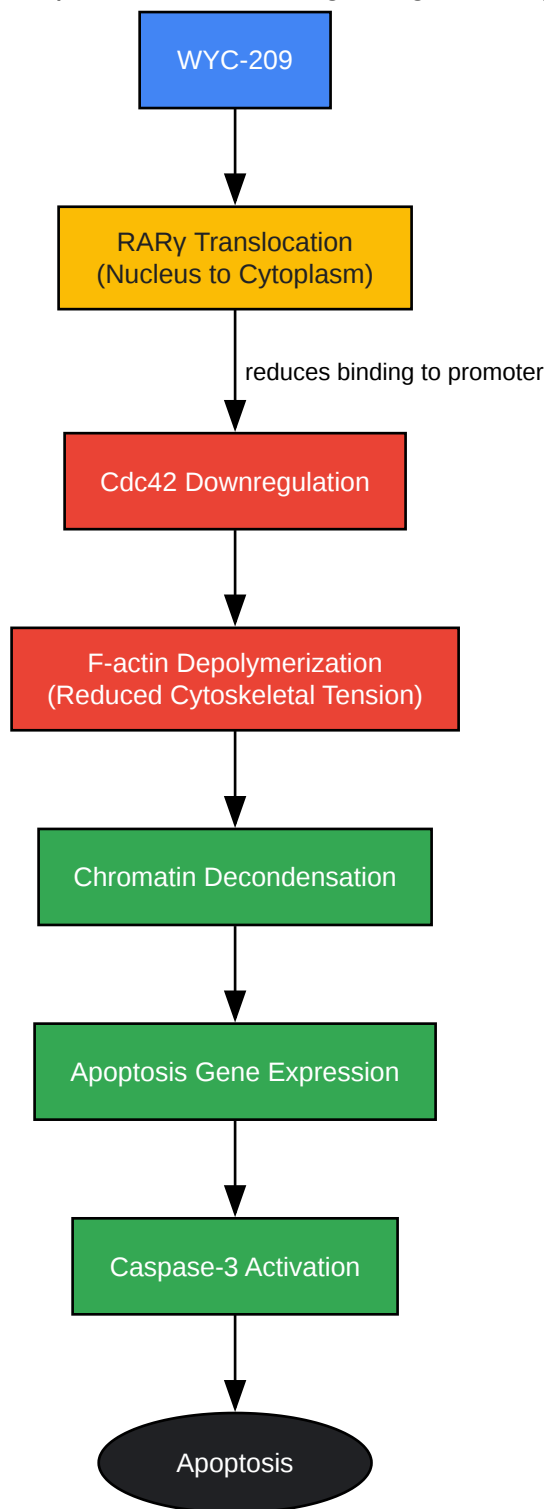 WYC-209
RARγ Translocation
(Nucleus to Cytoplasm)
reduces binding to promoter
Cdc42 Downregulation
F-actin Depolymerization
(Reduced Cytoskeletal Tension)
Chromatin Decondensation
Apoptosis Gene Expression
Caspase-3 Activation
Apoptosis